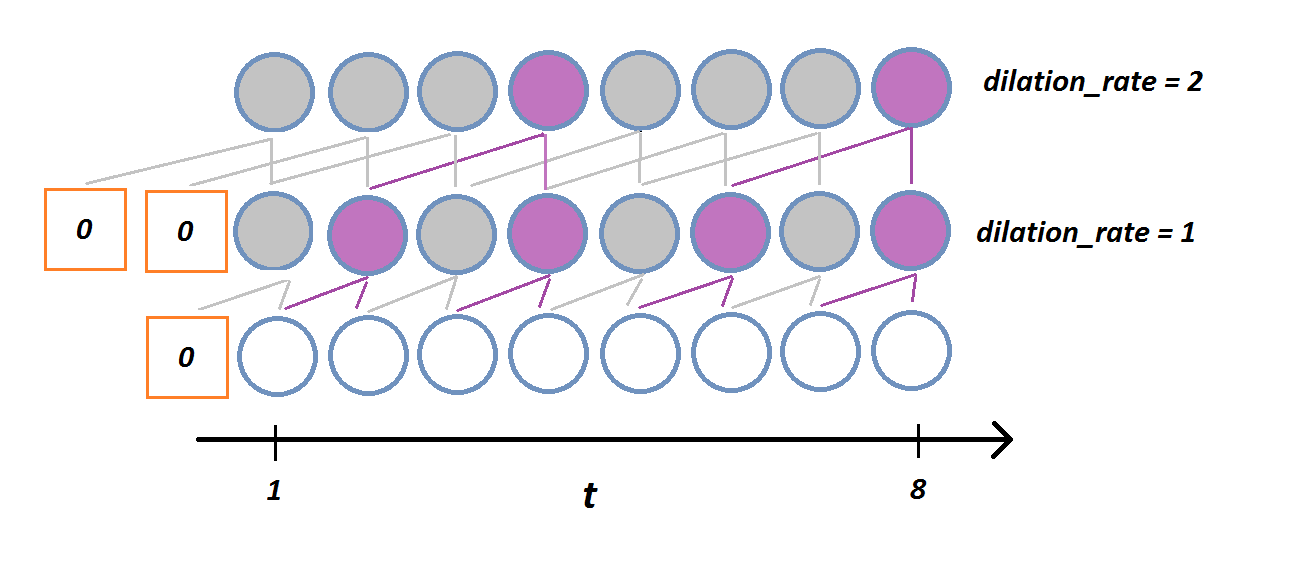 dilation_rate = 2
0 0
dilation_rate = 1
0
1 t 8